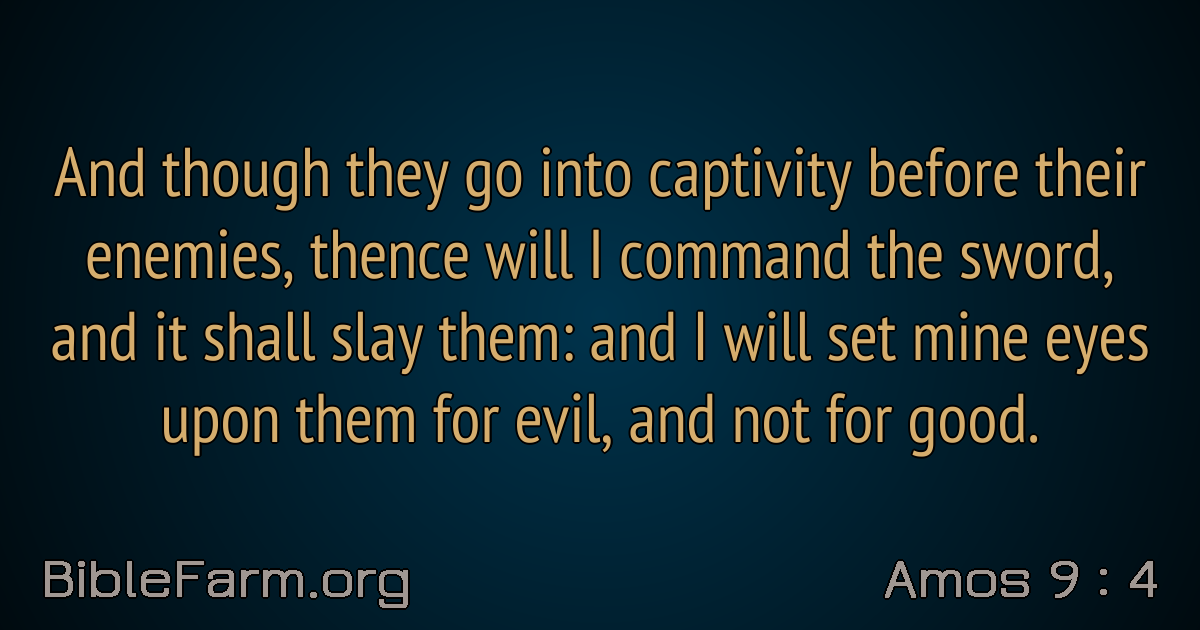 And though they go into captivity before their
enemies, thence will I command the sword,
and it shall slay them: and I will set mine eyes
upon them for evil, and not for good.
BibleFarm.org
Amos 9 : 4